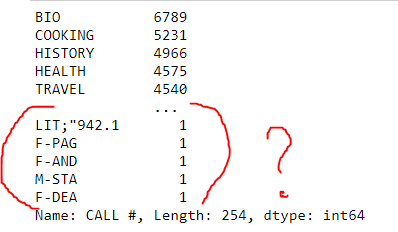 BIO 6789
COOKING 5231
HISTORY 4966
HEALTH 4575
TRAVEL 4540
...
LIT;"942.1 1
F-PAG 1
F-AND 1
M-STA 1
F-DEA 1
Name: CALL #, Length: 254, dtype: int64
?